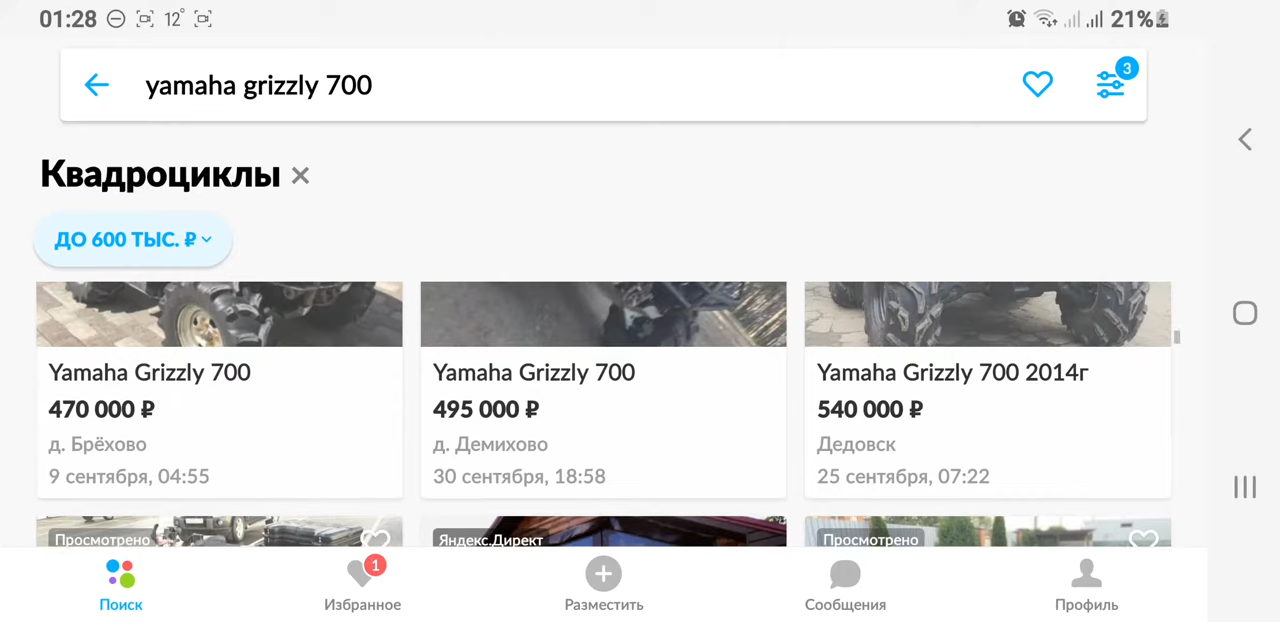 01:28 12° 21%
yamaha grizzly 700
3
Квадроциклы ×
ДО 600 ТЫС. ₽
Yamaha Grizzly 700
470 000 ₽
д. Брёхово
9 сентября, 04:55
Yamaha Grizzly 700
495 000 ₽
д. Демихово
30 сентября, 18:58
Yamaha Grizzly 700 2014г
540 000 ₽
Дедовск
25 сентября, 07:22
Просмотрено
Яндекс.Директ
Просмотрено
Поиск
1
Избранное
Разместить
Сообщения
Профиль